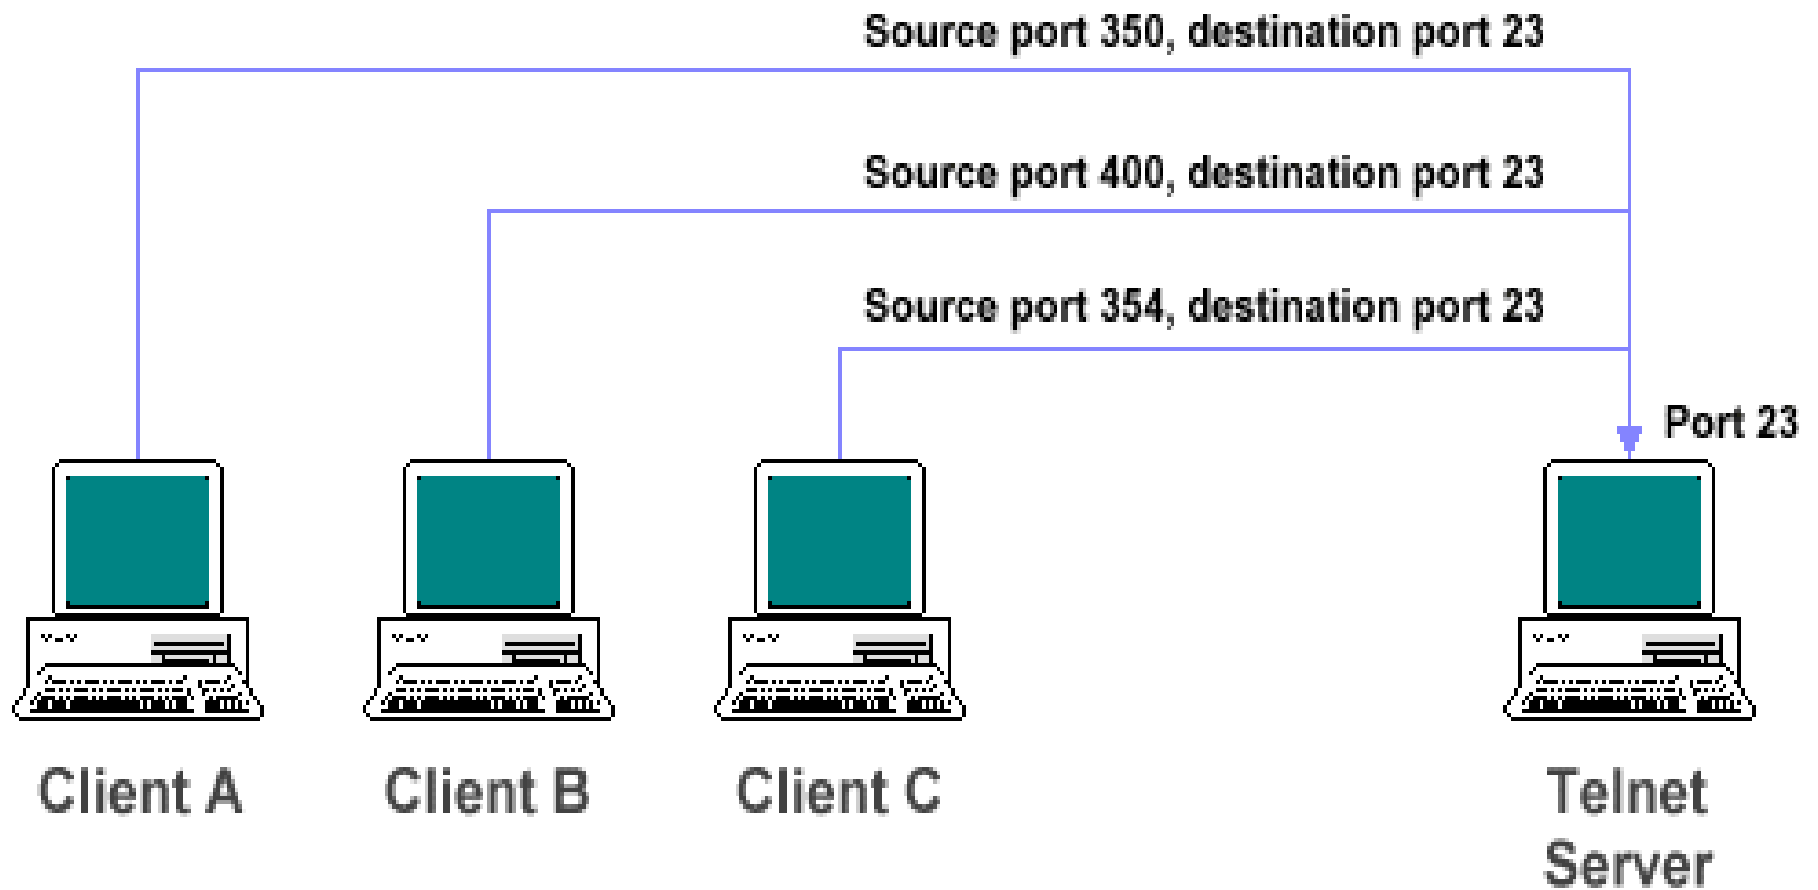 Source port 350, destination port 23
Source port 400, destination port 23
Source port 354, destination port 23
Port 23
Client A
Client B
Client C
Telnet
Server